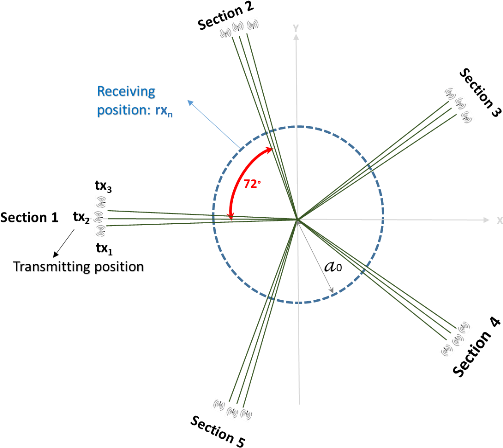 Section 2
Y
Section 3
Receiving
position: rxn
72°
tx3
Section 1
tx2
tx1
X
Transmitting position
a0
Section 4
Section 5